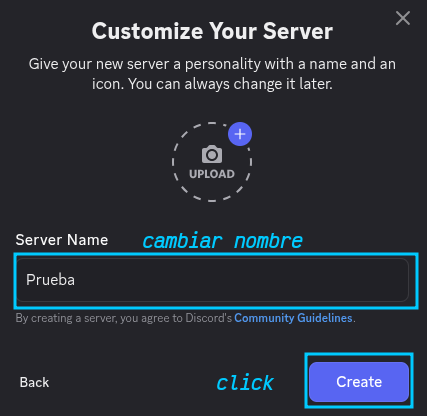 Customize Your Server
Give your new server a personality with a name and an
icon. You can always change it later.
UPLOAD
Server Name cambiar nombre
Prueba
By creating a server, you agree to Discord's Community Guidelines.
Back click Create